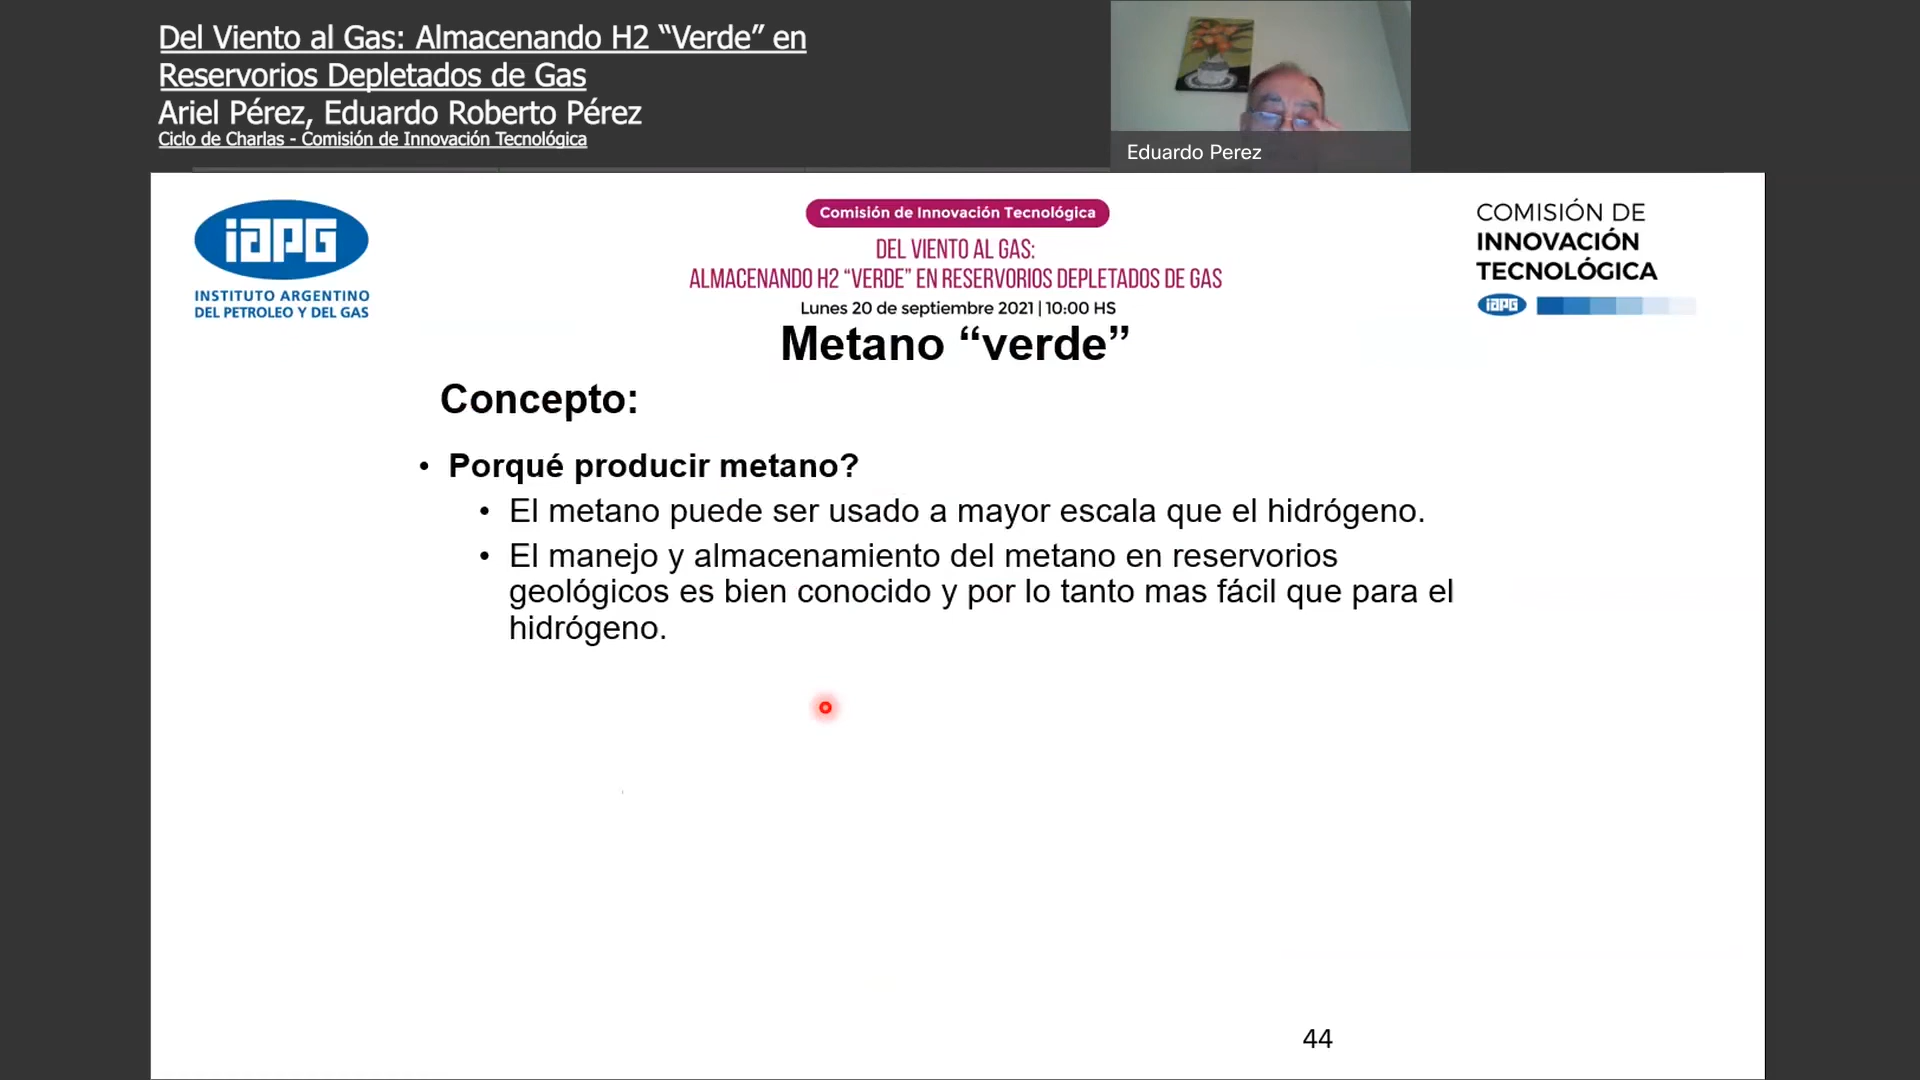 Del Viento al Gas: Almacenando H2 “Verde” en
Reservorios Depletados de Gas
Ariel Pérez, Eduardo Roberto Pérez
Ciclo de Charlas - Comisión de Innovación Tecnológica
Eduardo Perez
iapg
INSTITUTO ARGENTINO
DEL PETROLEO Y DEL GAS
Comisión de Innovación Tecnológica
DEL VIENTO AL GAS:
ALMACENANDO H2 “VERDE” EN RESERVORIOS DEPLETADOS DE GAS
Lunes 20 de septiembre 2021 | 10:00 HS
COMISIÓN DE
INNOVACIÓN
TECNOLÓGICA
iapg
Metano “verde”
Concepto:
• Porqué producir metano?
• El metano puede ser usado a mayor escala que el hidrógeno.
• El manejo y almacenamiento del metano en reservorios
geológicos es bien conocido y por lo tanto mas fácil que para el
hidrógeno.
44